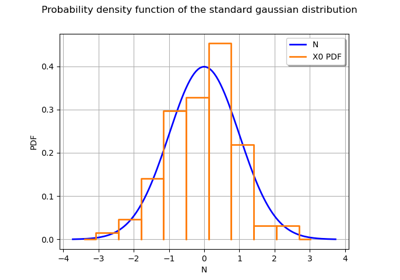 Probability density function of the standard gaussian distribution
N
X0 PDF
0.4
0.3
0.2
0.1
0.0
PDF
−4 −3 −2 −1 0 1 2 3 4
N